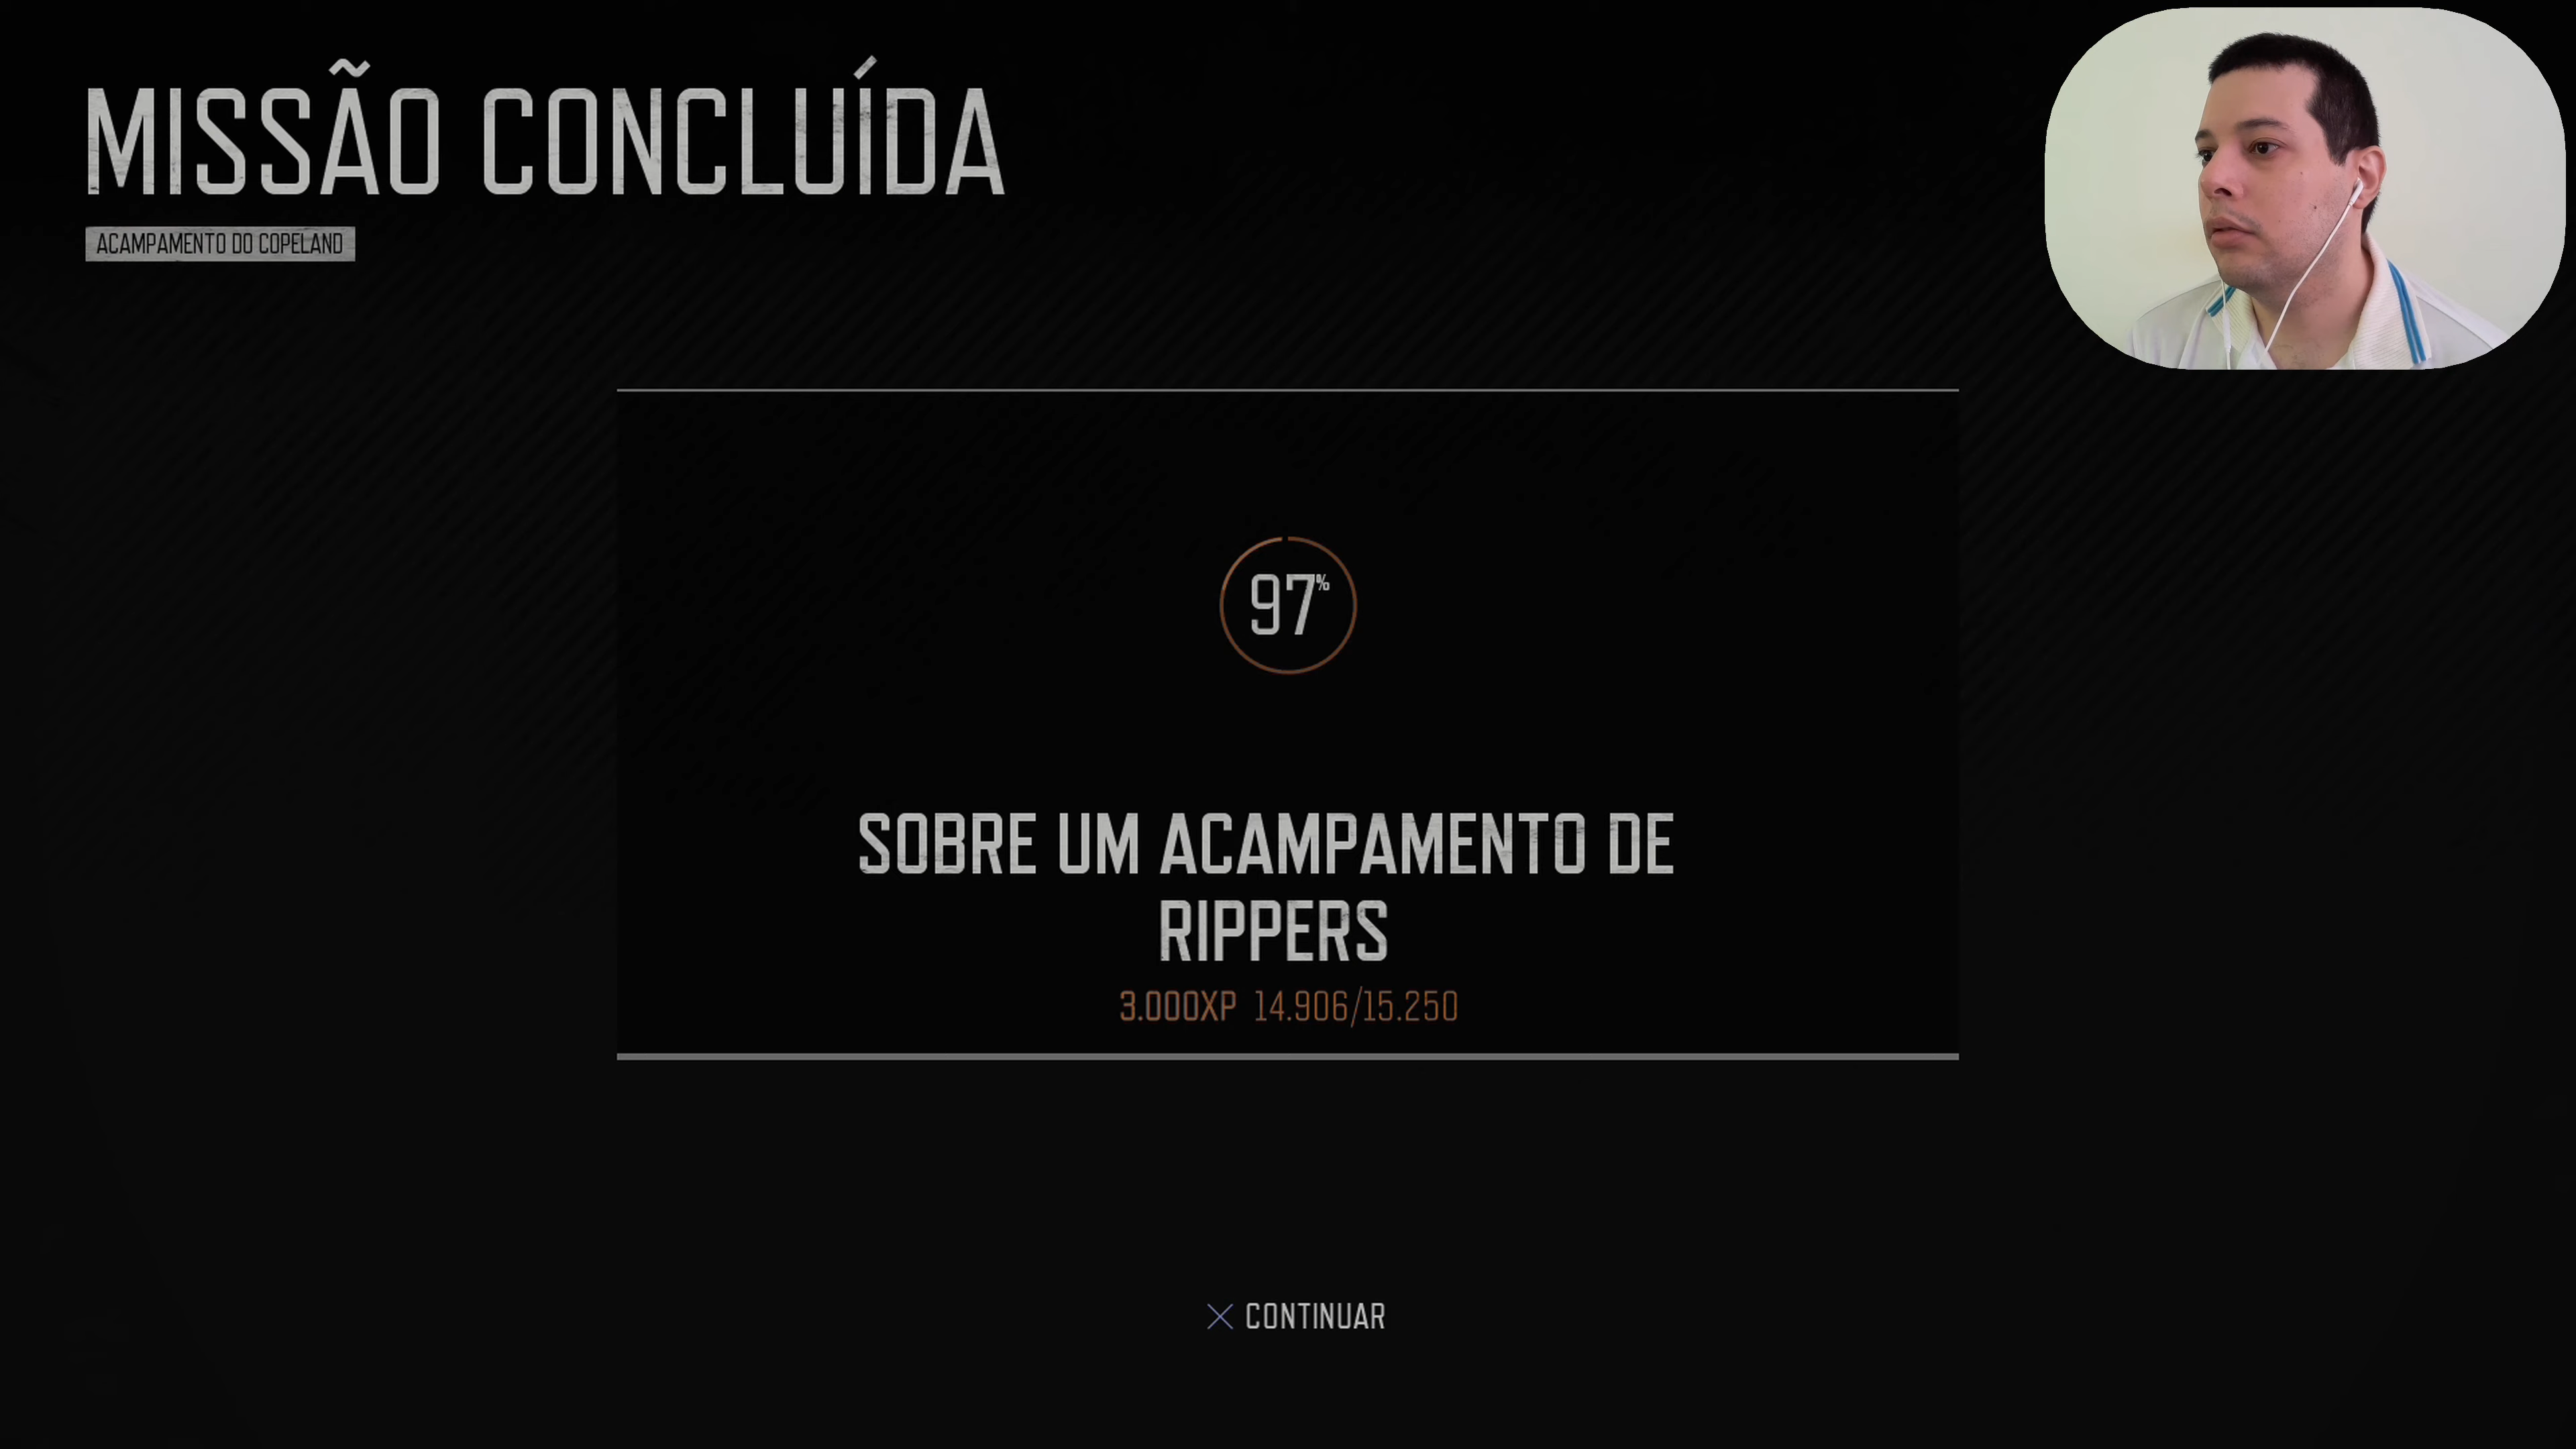 MISSÃO CONCLUÍDA
ACAMPAMENTO DO COPELAND
97%
SOBRE UM ACAMPAMENTO DE
RIPPERS
3.000XP 14.906/15.250
CONTINUAR